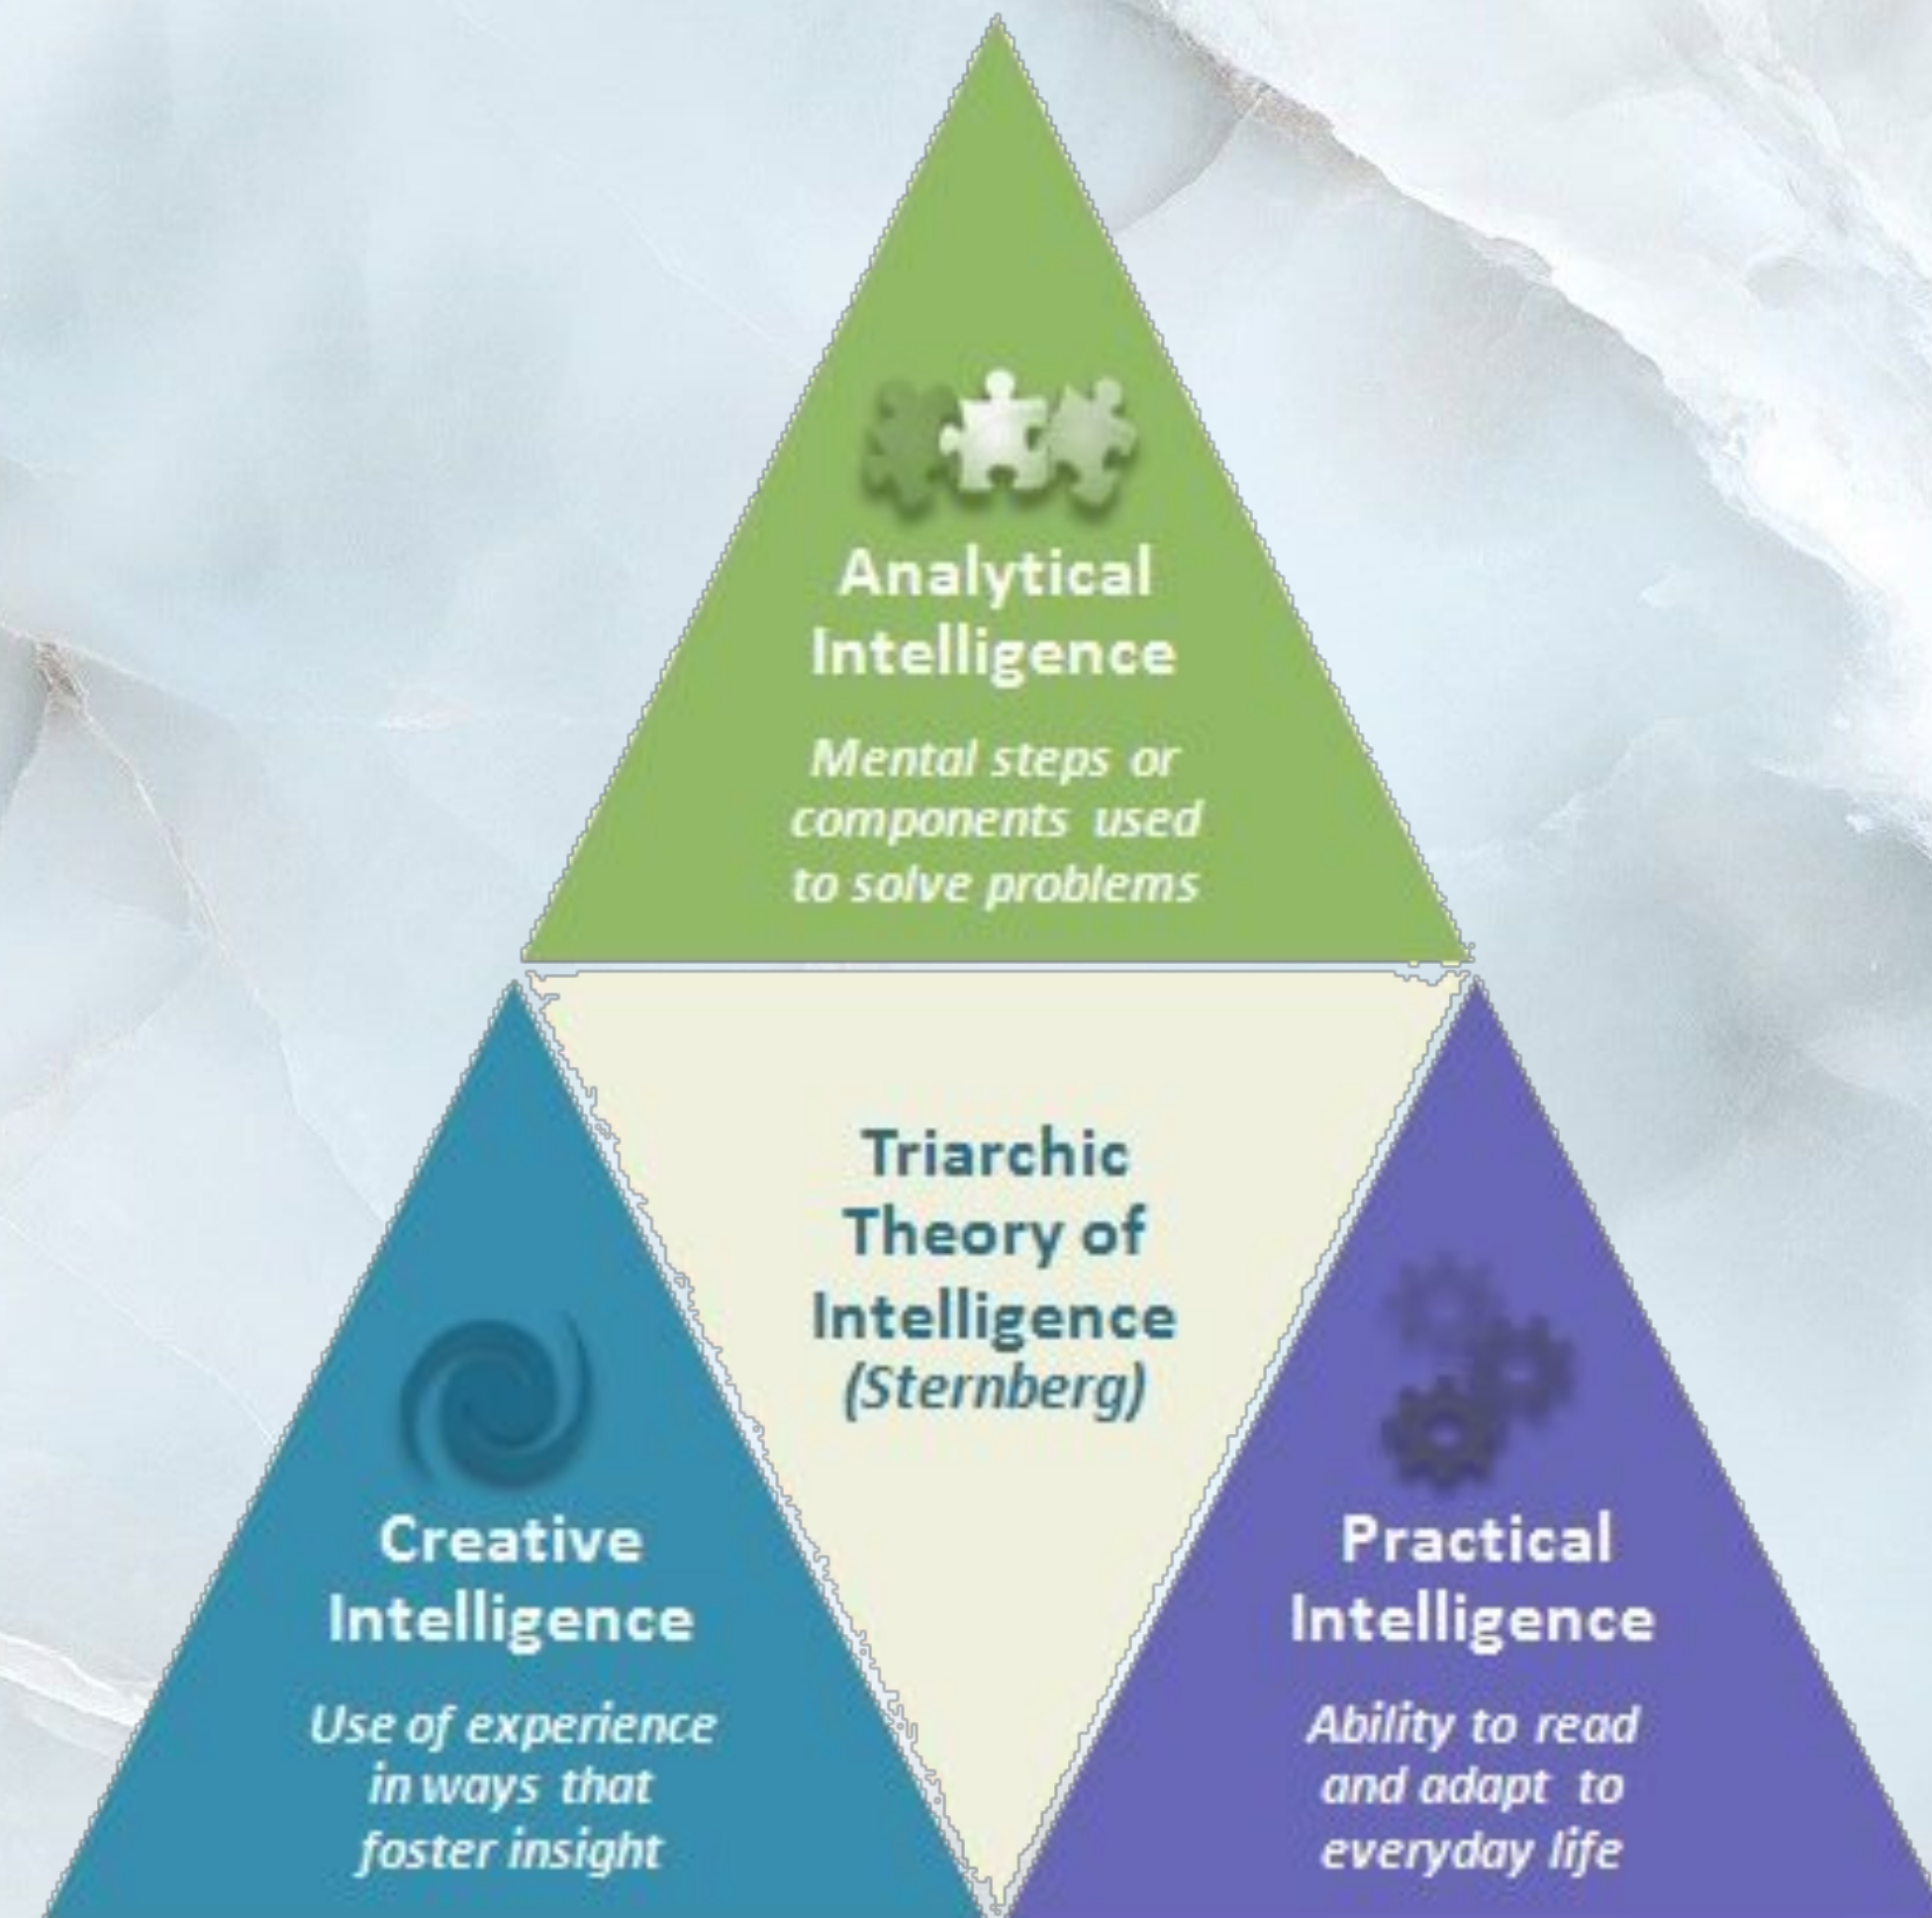 Analytical
Intelligence
Mental steps or
components used
to solve problems
Triarchic
Theory of
Intelligence
(Sternberg)
Creative
Intelligence
Use of experience
in ways that
foster insight
Practical
Intelligence
Ability to read
and adapt to
everyday life